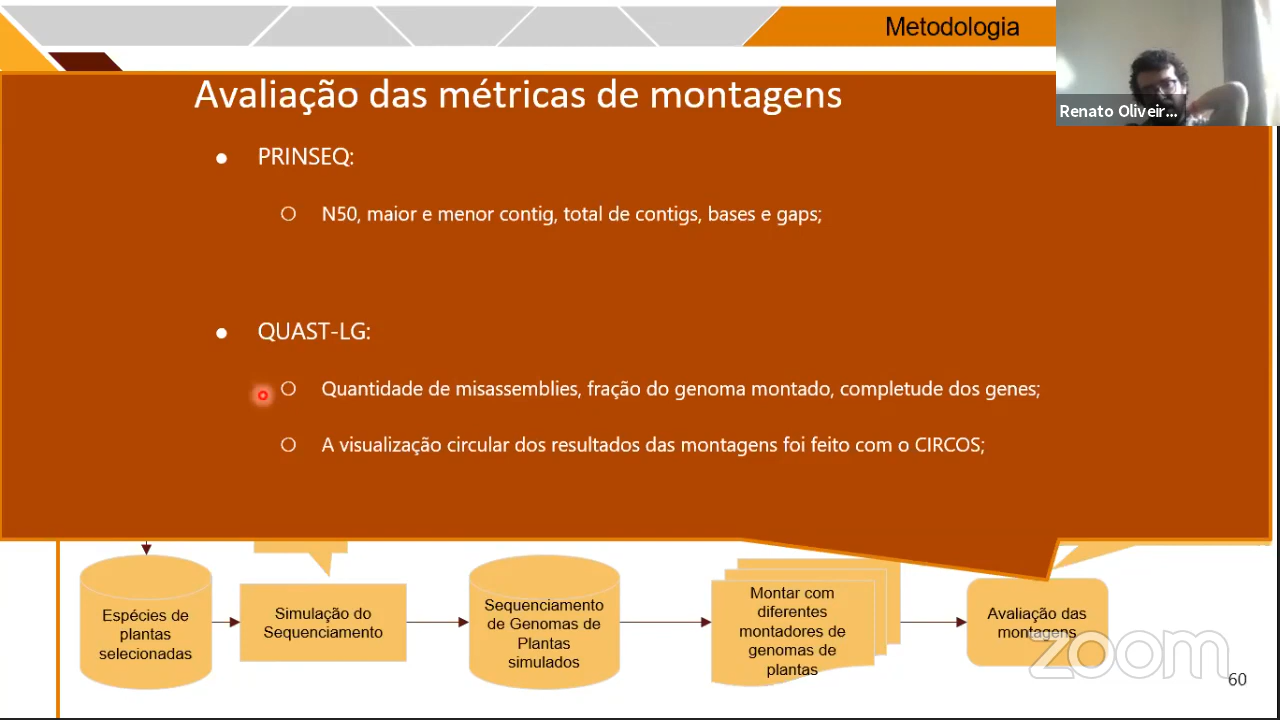 Metodologia
Avaliação das métricas de montagens
Renato Oliveir...
● PRINSEQ:
○ N50, maior e menor contig, total de contigs, bases e gaps;
● QUAST-LG:
○ Quantidade de misassemblies, fração do genoma montado, completude dos genes;
○ A visualização circular dos resultados das montagens foi feito com o CIRCOS;
Espécies de
plantas
selecionadas
Simulação do
Sequenciamento
Sequenciamento
de Genomas de
Plantas
simulados
Montar com
diferentes
montadores de
genomas de
plantas
Avaliação das
montagens
zoom
60